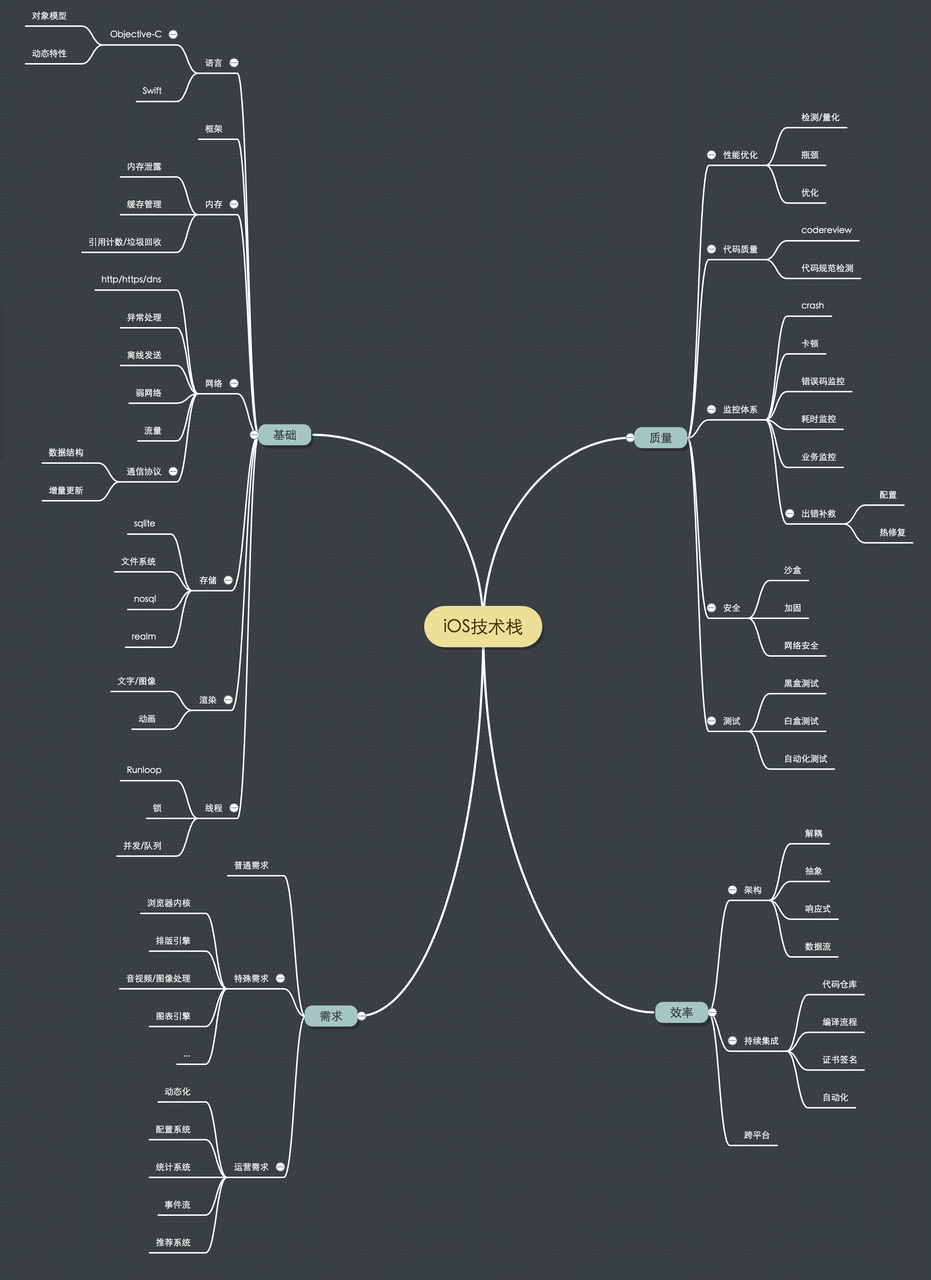 iOS技术栈
基础
语言
Objective-C
对象模型
动态特性
Swift
框架
内存
内存泄露
缓存管理
引用计数/垃圾回收
网络
http/https/dns
异常处理
离线发送
弱网络
流量
通信协议
数据结构
增量更新
存储
sqlite
文件系统
nosql
realm
渲染
文字/图像
动画
线程
Runloop
锁
并发/队列
需求
普通需求
特殊需求
浏览器内核
排版引擎
音视频/图像处理
图表引擎
...
运营需求
动态化
配置系统
统计系统
事件流
推荐系统
质量
性能优化
检测/量化
瓶颈
优化
代码质量
codereview
代码规范检测
监控体系
crash
卡顿
错误码监控
耗时监控
业务监控
出错补救
配置
热修复
安全
沙盒
加固
网络安全
测试
黑盒测试
白盒测试
自动化测试
效率
架构
解耦
抽象
响应式
数据流
持续集成
代码仓库
编译流程
证书签名
自动化
跨平台